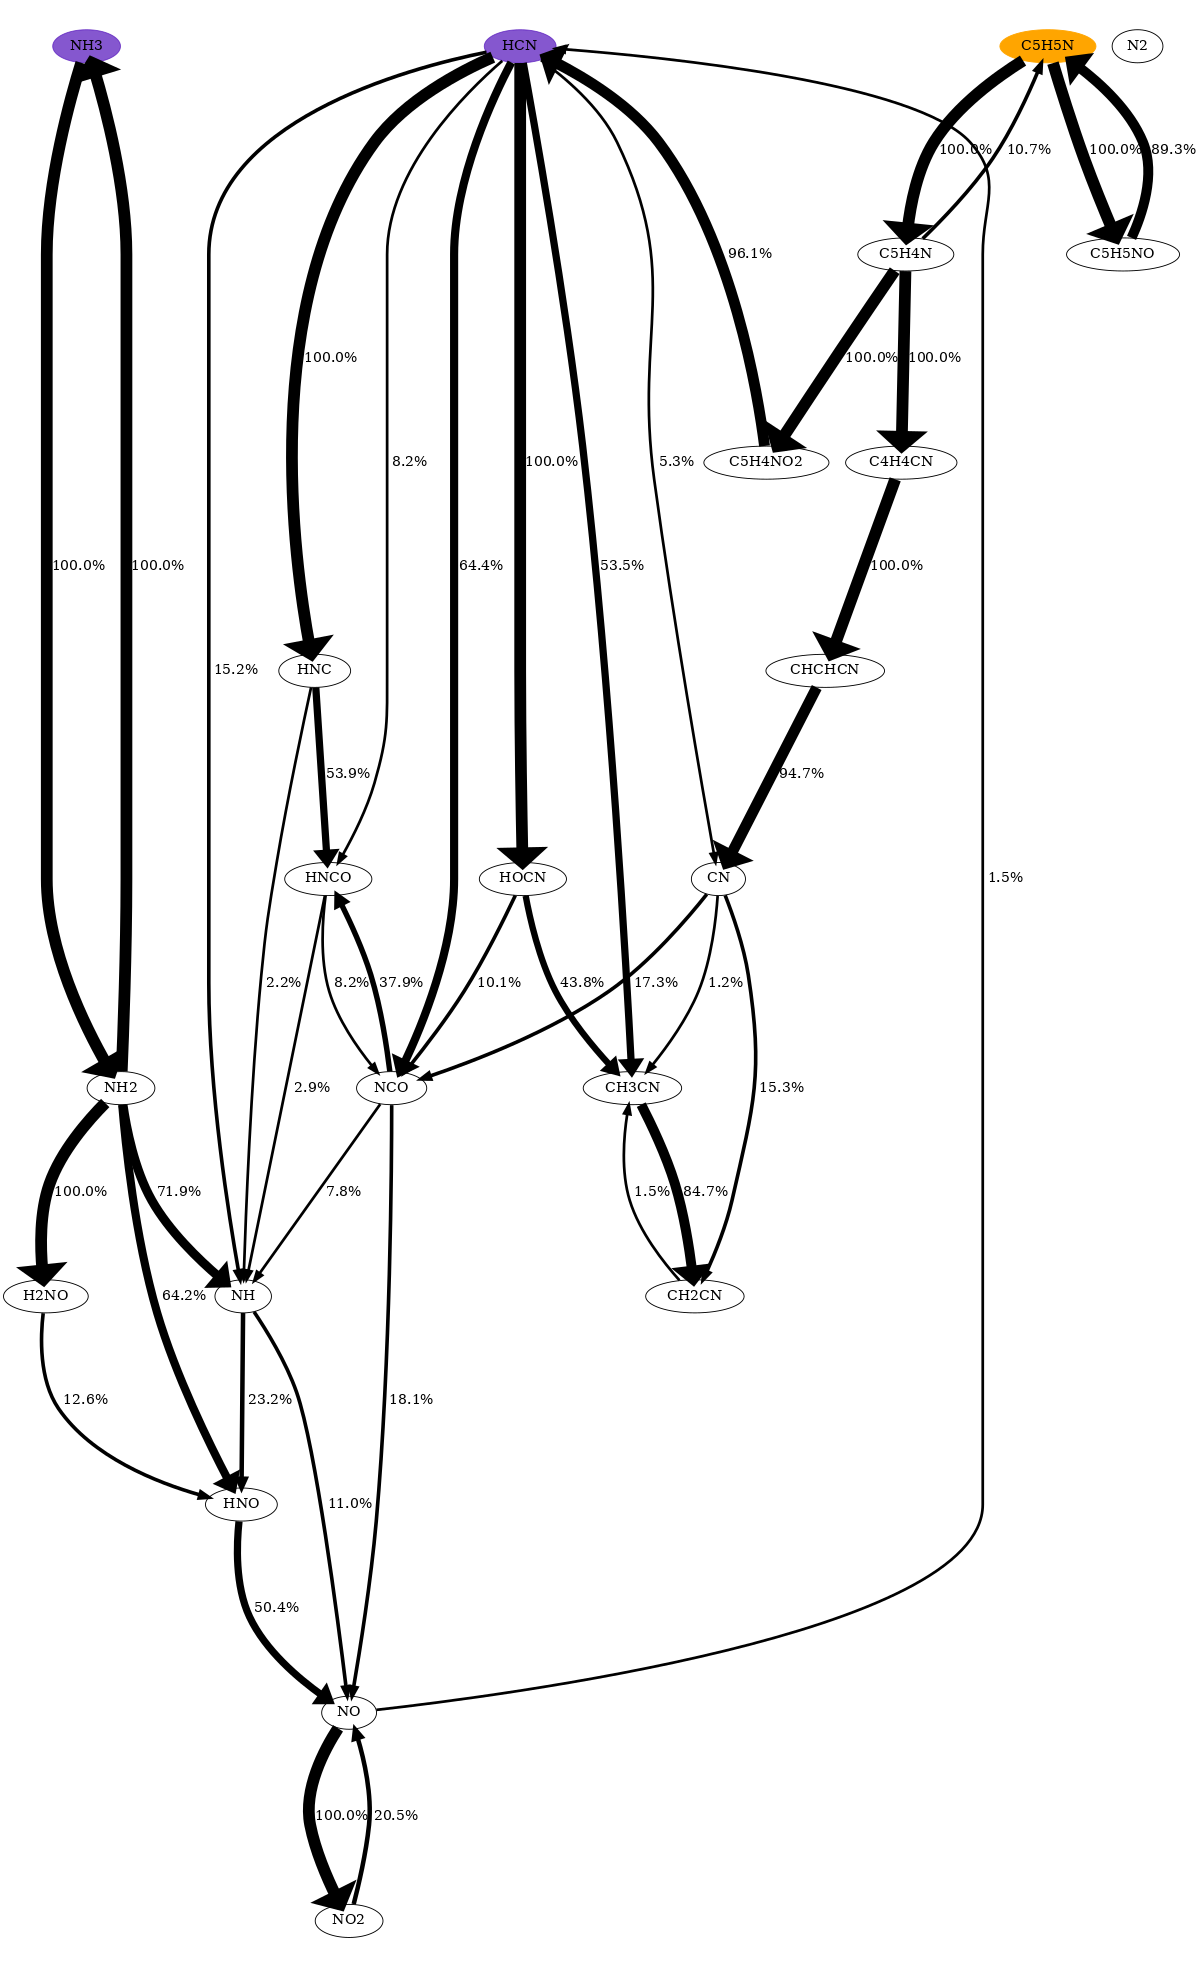 NH3
HCN
C5H5N
N2
100.0%
10.7%
100.0%
89.3%
C5H4N
C5H5NO
96.1%
100.0%
100.0%
100.0%
8.2%
100.0%
5.3%
C5H4NO2
C4H4CN
100.0%
100.0%
64.4%
53.5%
100.0%
15.2%
HNC
CHCHCN
53.9%
94.7%
HNCO
HOCN
CN
1.5%
2.2%
8.2%
37.9%
10.1%
43.8%
17.3%
1.2%
NH2
2.9%
NCO
CH3CN
15.3%
100.0%
71.9%
7.8%
1.5%
84.7%
H2NO
64.2%
NH
CH2CN
12.6%
23.2%
18.1%
HNO
11.0%
50.4%
NO
100.0%
20.5%
NO2